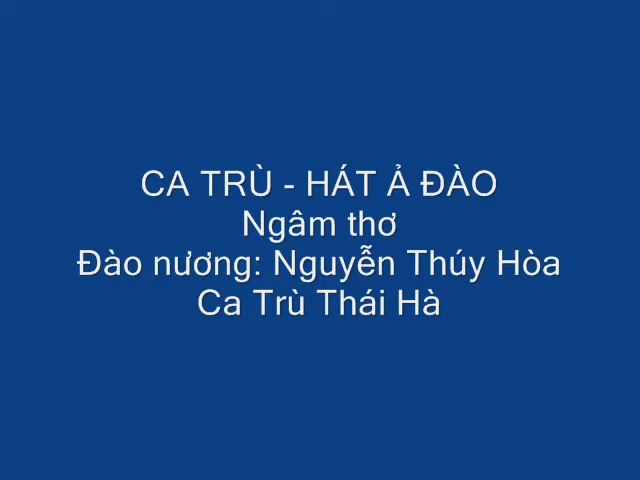 CA TRÙ - HÁT Ả ĐÀO
Ngâm thơ
Đào nương: Nguyễn Thúy Hòa
Ca Trù Thái Hà